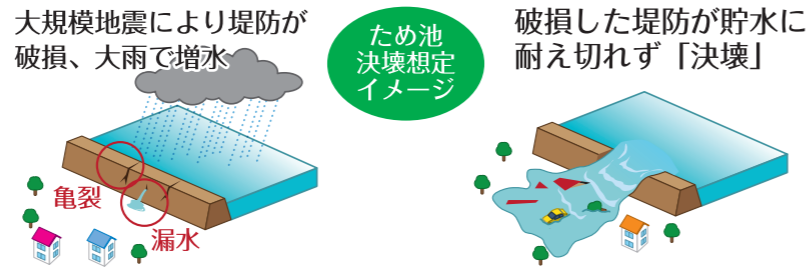 大規模地震により堤防が
破損、大雨で増水
亀裂
漏水
ため池
決壊想定
イメージ
破損した堤防が貯水に
耐え切れず「決壊」